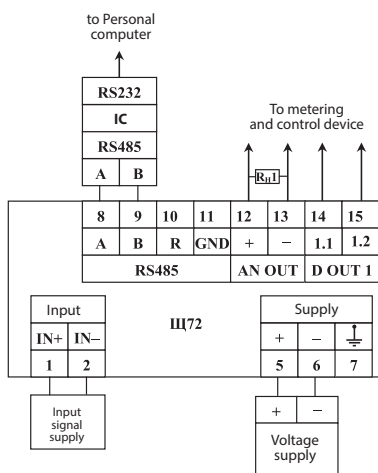 to Personal
computer
RS232
IC
RS485
A B
To metering
and control device
Rн1
8 9 10 11 12 13 14 15
A B R GND + − 1.1 1.2
RS485 AN OUT D OUT 1
Input
IN+ IN−
1 2
Щ72
Supply
+ −
5 6 7
Input
signal
supply
+ −
Voltage
supply